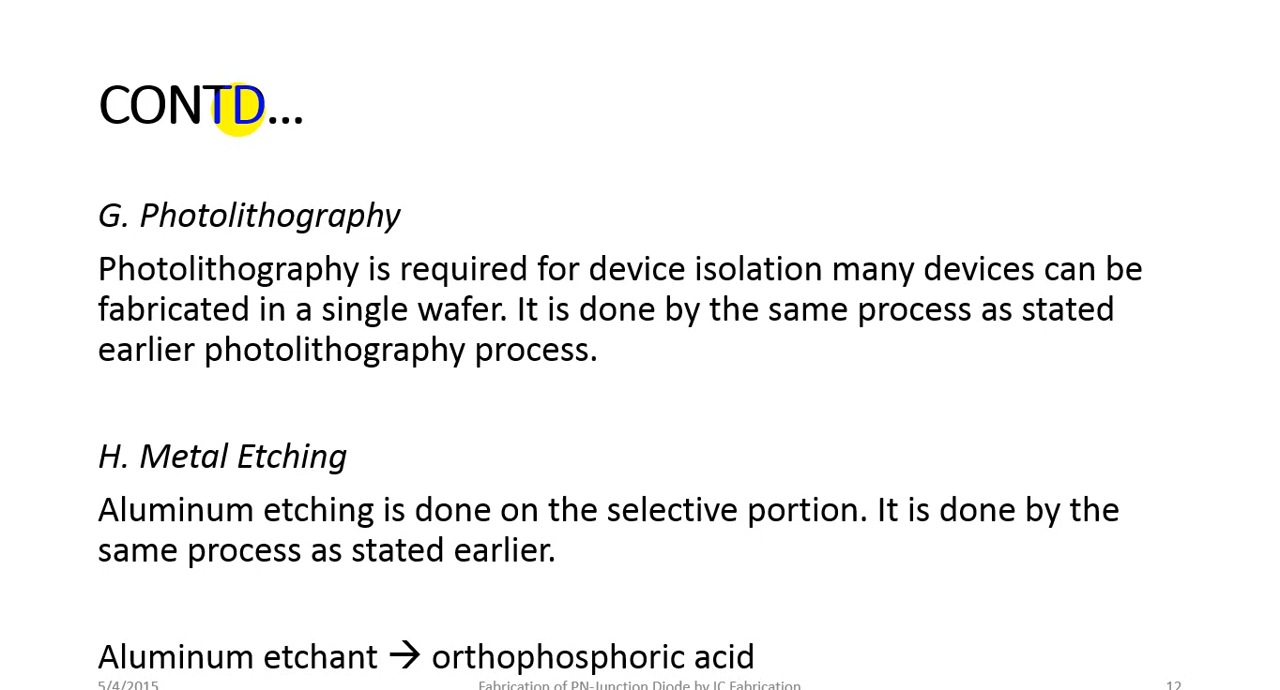 CONTD...
G. Photolithography
Photolithography is required for device isolation many devices can be
fabricated in a single wafer. It is done by the same process as stated
earlier photolithography process.
H. Metal Etching
Aluminum etching is done on the selective portion. It is done by the
same process as stated earlier.
Aluminum etchant → orthophosphoric acid
5/4/2015
Fabrication of PN-Junction Diode by IC Fabrication
12